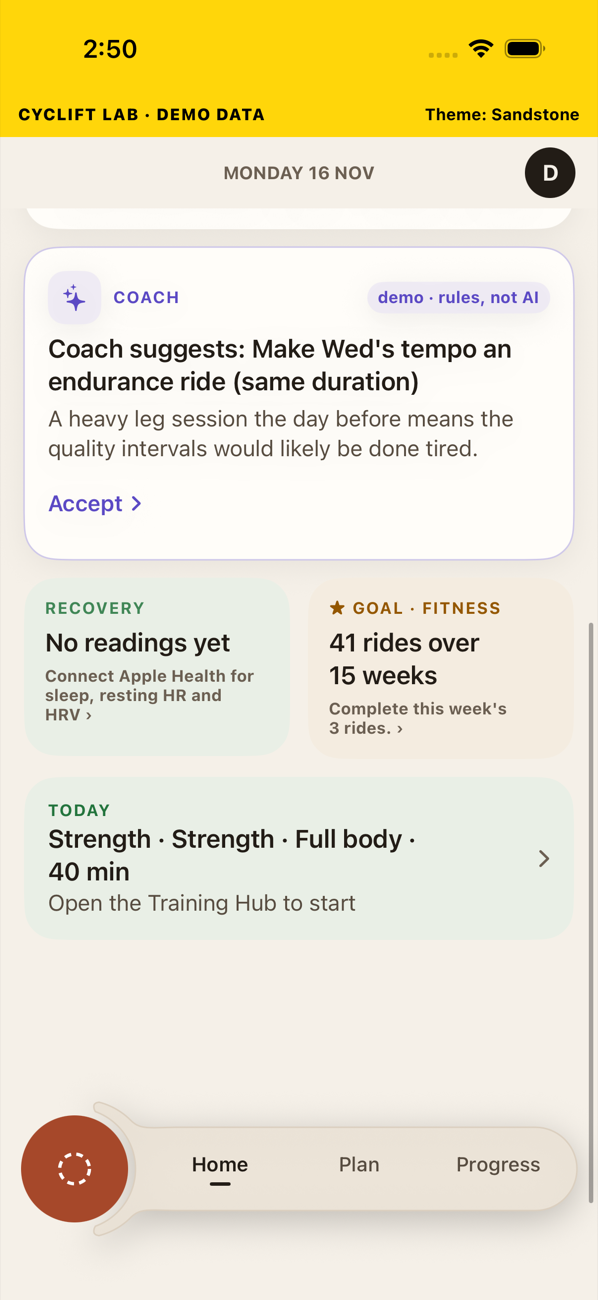 2:50
CYCLIFT LAB · DEMO DATA
Theme: Sandstone
MONDAY 16 NOV
D
COACH
demo · rules, not AI
Coach suggests: Make Wed's tempo an
endurance ride (same duration)
A heavy leg session the day before means the
quality intervals would likely be done tired.
Accept >
RECOVERY
No readings yet
Connect Apple Health for
sleep, resting HR and
HRV ›
★ GOAL · FITNESS
41 rides over
15 weeks
Complete this week's
3 rides. ›
TODAY
Strength · Strength · Full body ·
40 min
Open the Training Hub to start
Home
Plan
Progress